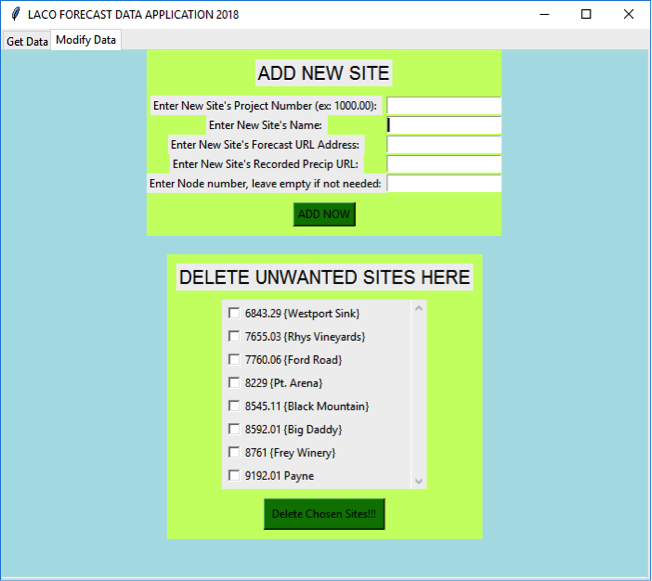 LACO FORECAST DATA APPLICATION 2018
Get Data Modify Data
ADD NEW SITE
Enter New Site's Project Number (ex: 1000.00):
Enter New Site's Name:
Enter New Site's Forecast URL Address:
Enter New Site's Recorded Precip URL:
Enter Node number, leave empty if not needed:
ADD NOW
DELETE UNWANTED SITES HERE
6843.29 {Westport Sink}
7655.03 {Rhys Vineyards}
7760.06 {Ford Road}
8229 {Pt. Arena}
8545.11 {Black Mountain}
8592.01 {Big Daddy}
8761 {Frey Winery}
9192.01 Payne
Delete Chosen Sites!!!